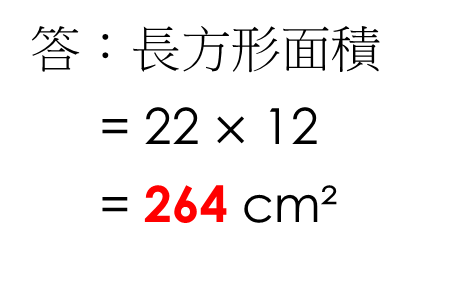 答：長方形面積
= 22 × 12
= 264 cm²